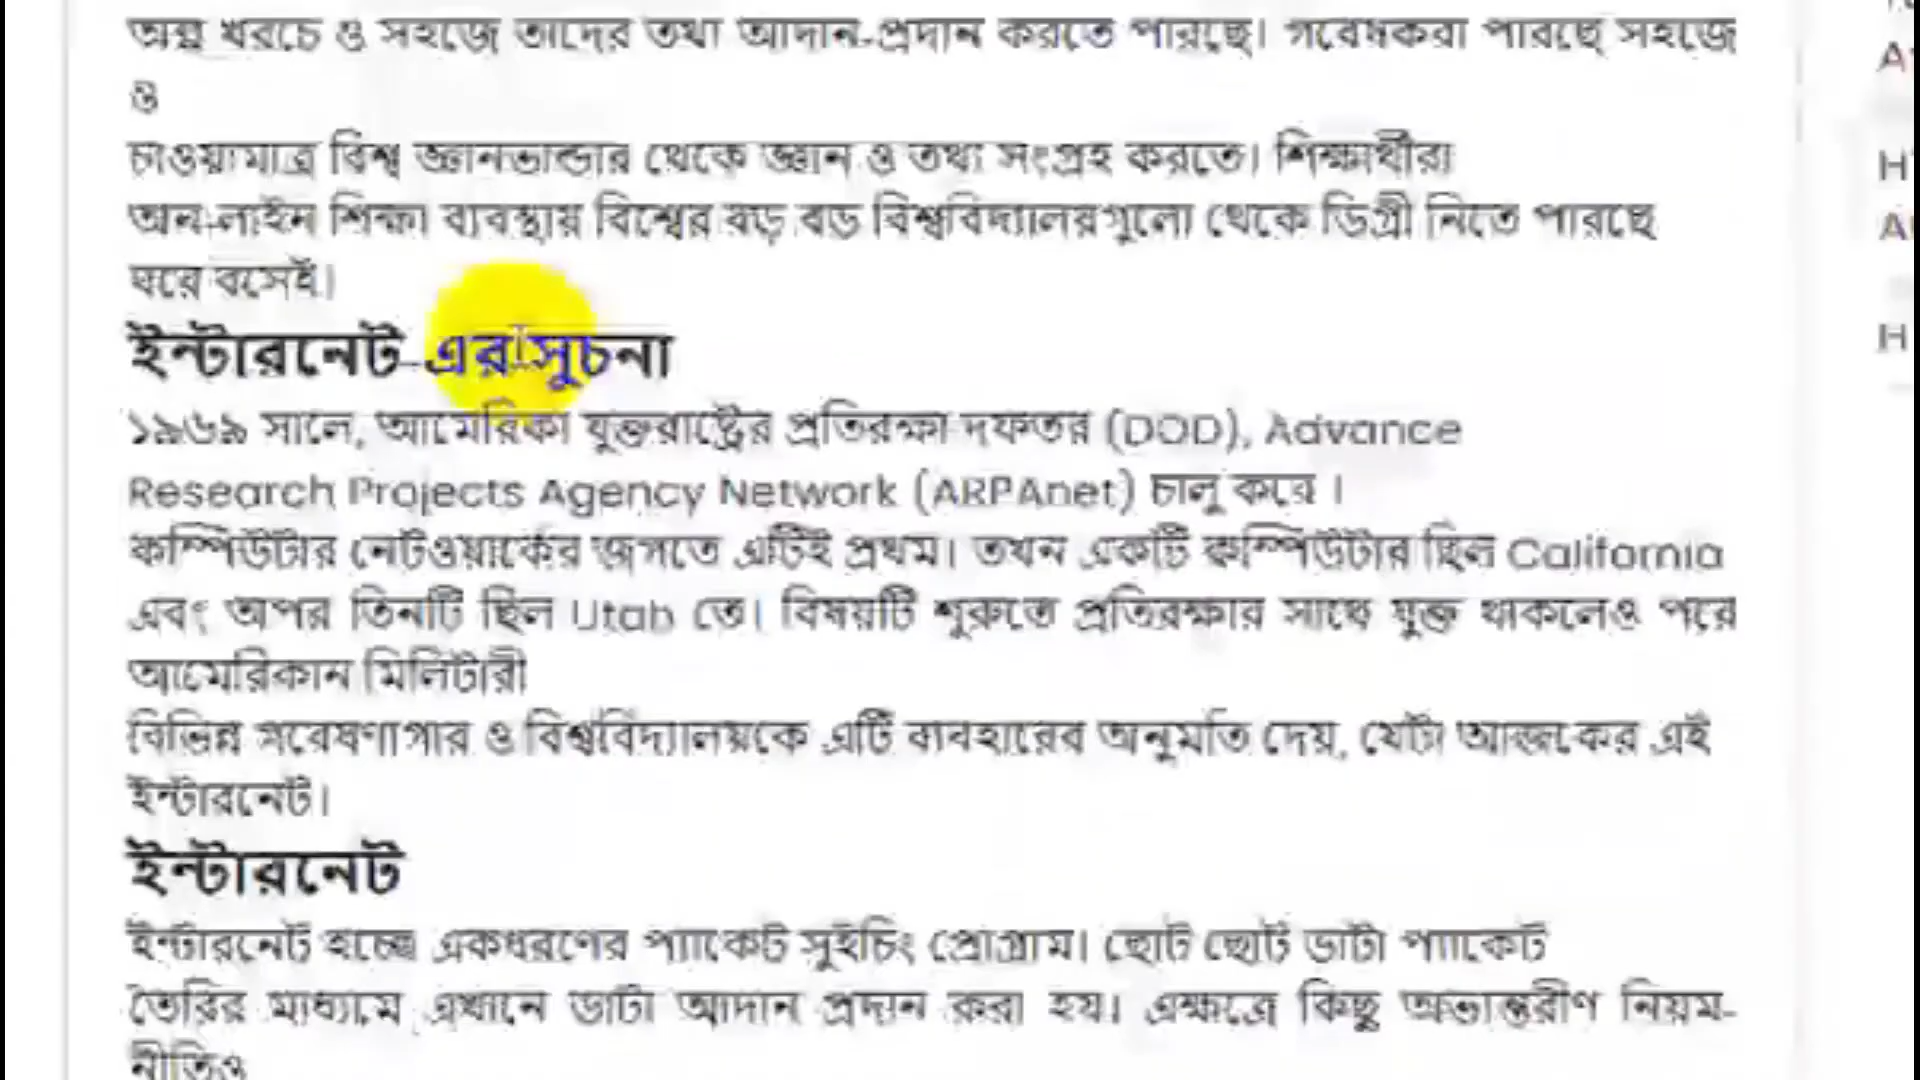 অল্প খরচে ও সহজে তাদের তথ্য আদান-প্রদান করতে পারছে। গবেষকরা পারছে সহজে
ও
চাওয়ামাত্র বিশ্ব জ্ঞানভান্ডার থেকে জ্ঞান ও তথ্য সংগ্রহ করতে। শিক্ষার্থীরা
অন-লাইন শিক্ষা ব্যবস্থায় বিশ্বের বড় বড় বিশ্ববিদ্যালয়গুলো থেকে ডিগ্রী নিতে পারছে
ঘরে বসেই।
ইন্টারনেট-এর সুচনা
১৯৬৯ সালে, আমেরিকা যুক্তরাষ্ট্রের প্রতিরক্ষা দফতর (DOD), Advance
Research Projects Agency Network (ARPAnet) চালু করে ।
কম্পিউটার নেটওয়ার্কের জগতে এটিই প্রথম। তখন একটি কম্পিউটার ছিল California
এবং অপর তিনটি ছিল Utah তে। বিষয়টি শুরুতে প্রতিরক্ষার সাথে যুক্ত থাকলেও পরে
আমেরিকান মিলিটারী
বিভিন্ন গবেষণাগার ও বিশ্ববিদ্যালয়কে এটি ব্যবহারের অনুমতি দেয়, যেটা আজকের এই
ইন্টারনেট।
ইন্টারনেট
ইন্টারনেট হচ্ছে একধরণের প্যাকেট সুইচিং প্রোগ্রাম। ছোট ছোট ডাটা প্যাকেট
তৈরির মাধ্যমে এখানে ডাটা আদান প্রদান করা হয়। এক্ষত্রে কিছু অভ্যন্তরীণ নিয়ম-
নীতিও